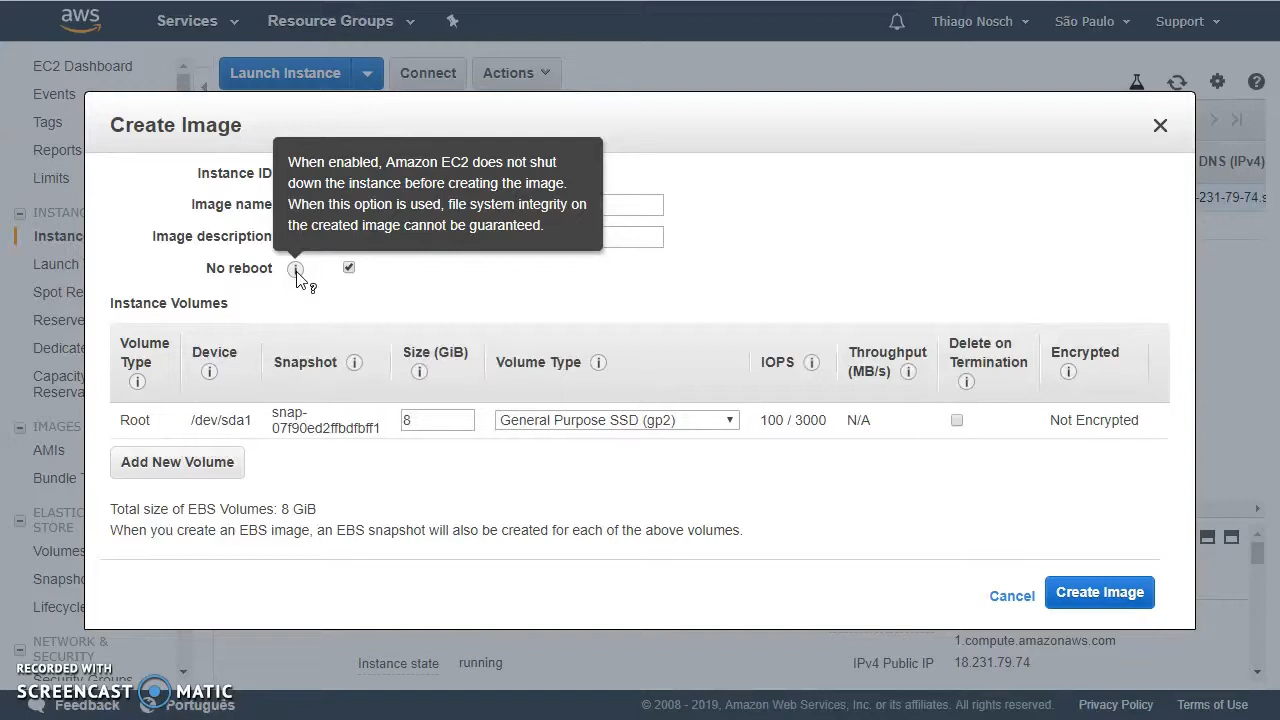 aws
Services
Resource Groups
Thiago Nosch
São Paulo
Support
EC2 Dashboard
Events
Tags
Reports
Limits
INSTANC
Instanc
Launch T
Spot Re
Reserve
Dedicate
Capacity
Reserva
IMAGES
AMIs
Bundle T
ELASTIC
STORE
Volumes
Snapsho
Lifecycle
NETWORK &
SECURITY
Security Groups
Launch Instance
Connect
Actions
DNS (IPv4)
-231-79-74.s
Create Image
When enabled, Amazon EC2 does not shut
down the instance before creating the image.
When this option is used, file system integrity on
the created image cannot be guaranteed.
Instance ID
Image name
Image description
No reboot
Instance Volumes
Volume
Type
Device
Snapshot
Size (GiB)
Volume Type
IOPS
Throughput
(MB/s)
Delete on
Termination
Encrypted
Root
/dev/sda1
snap-
07f90ed2ffbdfbff1
8
General Purpose SSD (gp2)
100 / 3000
N/A
Not Encrypted
Add New Volume
Total size of EBS Volumes: 8 GiB
When you create an EBS image, an EBS snapshot will also be created for each of the above volumes.
Cancel
Create Image
1.compute.amazonaws.com
Instance state
running
IPv4 Public IP
18.231.79.74
RECORDED WITH
SCREENCAST MATIC
Feedback
Português
© 2008 - 2019, Amazon Web Services, Inc. or its affiliates. All rights reserved.
Privacy Policy
Terms of Use